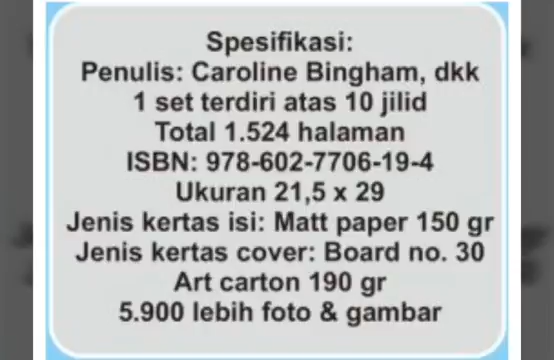 Spesifikasi:
Penulis: Caroline Bingham, dkk
1 set terdiri atas 10 jilid
Total 1.524 halaman
ISBN: 978-602-7706-19-4
Ukuran 21,5 x 29
Jenis kertas isi: Matt paper 150 gr
Jenis kertas cover: Board no. 30
Art carton 190 gr
5.900 lebih foto & gambar